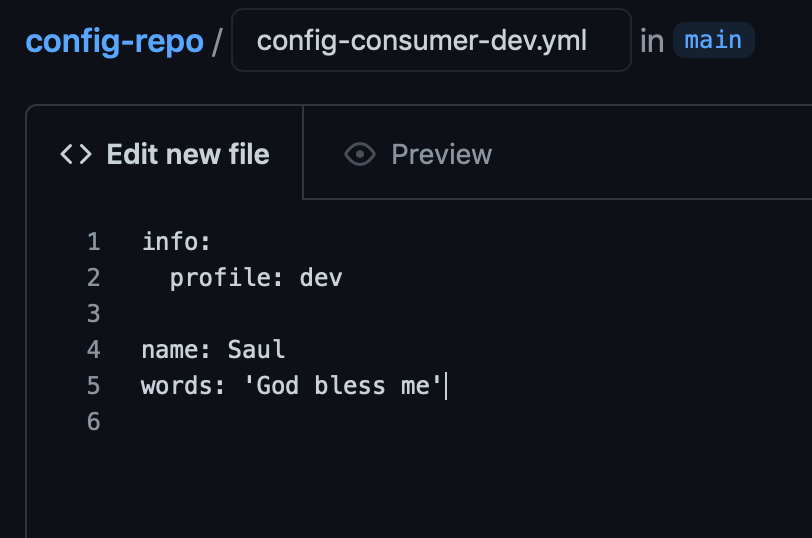 config-repo / config-consumer-dev.yml in main
Edit new file Preview
1 info:
2   profile: dev
3
4 name: Saul
5 words: 'God bless me'
6